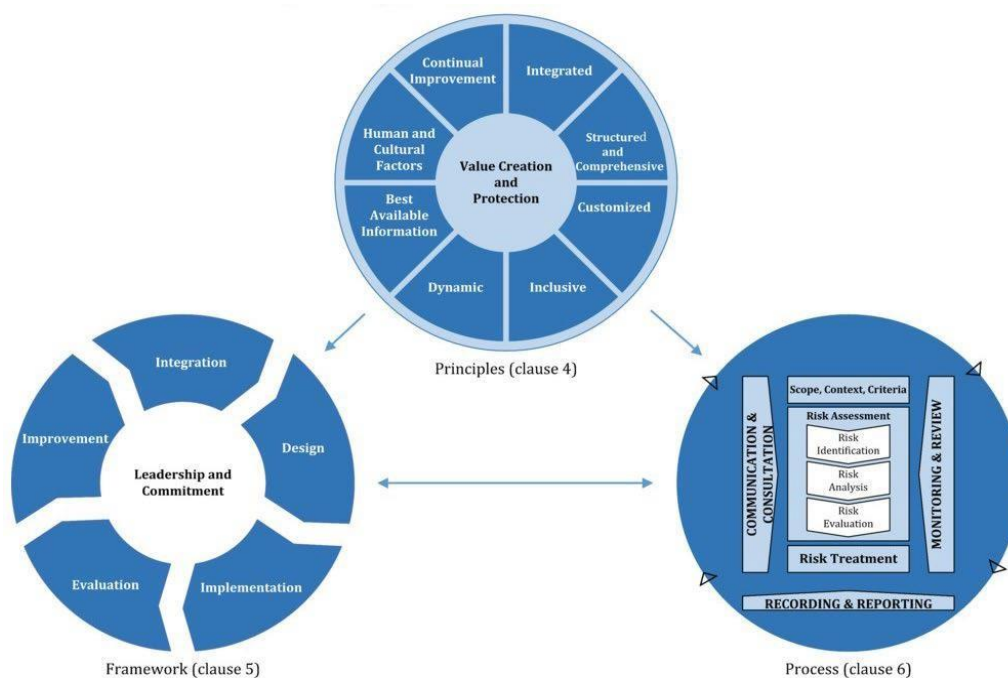 Continual
Improvement
Integrated
Human and
Cultural
Factors
Structured
and
Comprehensive
Value Creation
and
Protection
Best
Available
Information
Customized
Dynamic
Inclusive
Principles (clause 4)
Integration
Improvement
Design
Leadership and
Commitment
Evaluation
Implementation
Framework (clause 5)
Scope, Context, Criteria
COMMUNICATION &
CONSULTATION
Risk Assessment
Risk
Identification
Risk
Analysis
Risk
Evaluation
MONITORING & REVIEW
Risk Treatment
RECORDING & REPORTING
Process (clause 6)